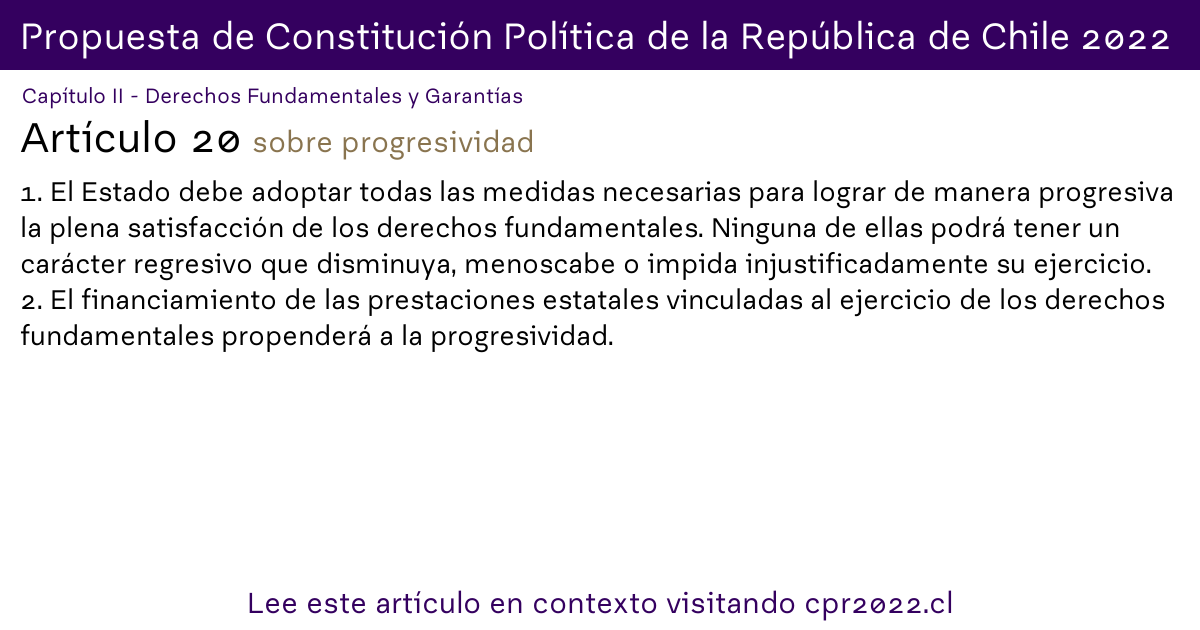 Propuesta de Constitución Política de la República de Chile 2022
Capítulo II - Derechos Fundamentales y Garantías
Artículo 20 sobre progresividad
1. El Estado debe adoptar todas las medidas necesarias para lograr de manera progresiva
la plena satisfacción de los derechos fundamentales. Ninguna de ellas podrá tener un
carácter regresivo que disminuya, menoscabe o impida injustificadamente su ejercicio.
2. El financiamiento de las prestaciones estatales vinculadas al ejercicio de los derechos
fundamentales propenderá a la progresividad.
Lee este artículo en contexto visitando cpr2022.cl